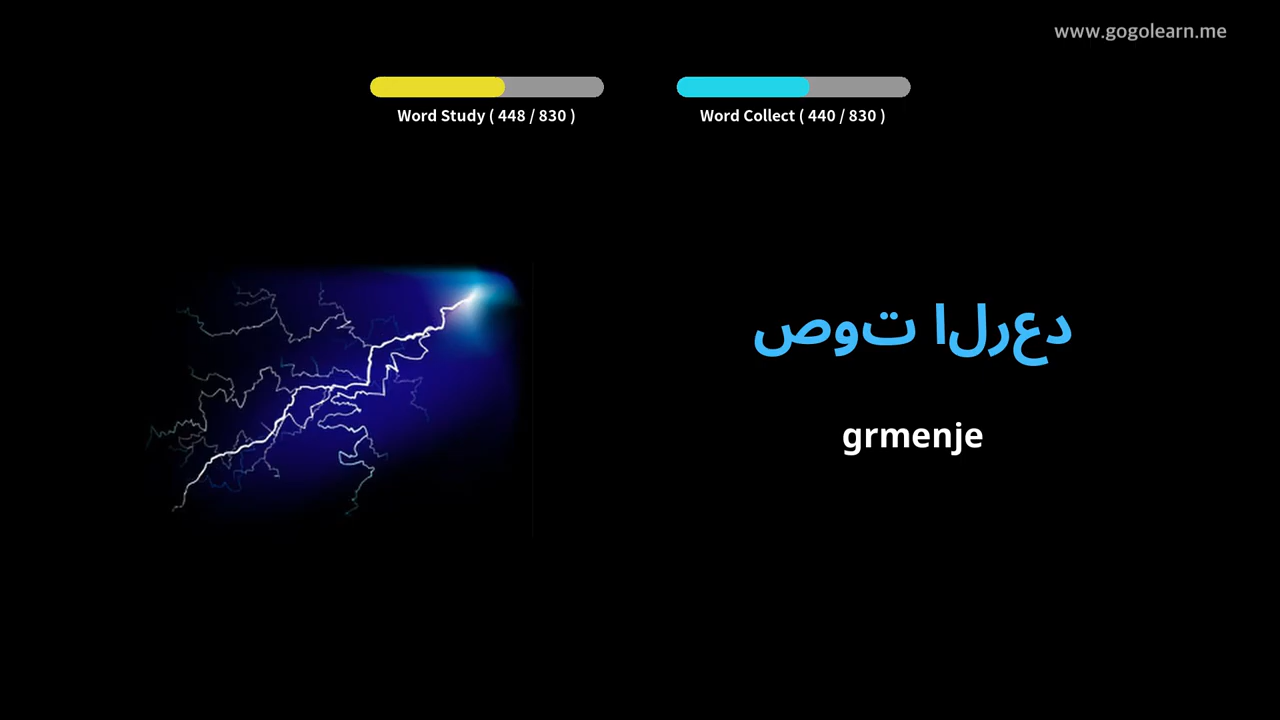 www.gogolearn.me
Word Study ( 448 / 830 )
Word Collect ( 440 / 830 )
صوت الرعد
grmenje